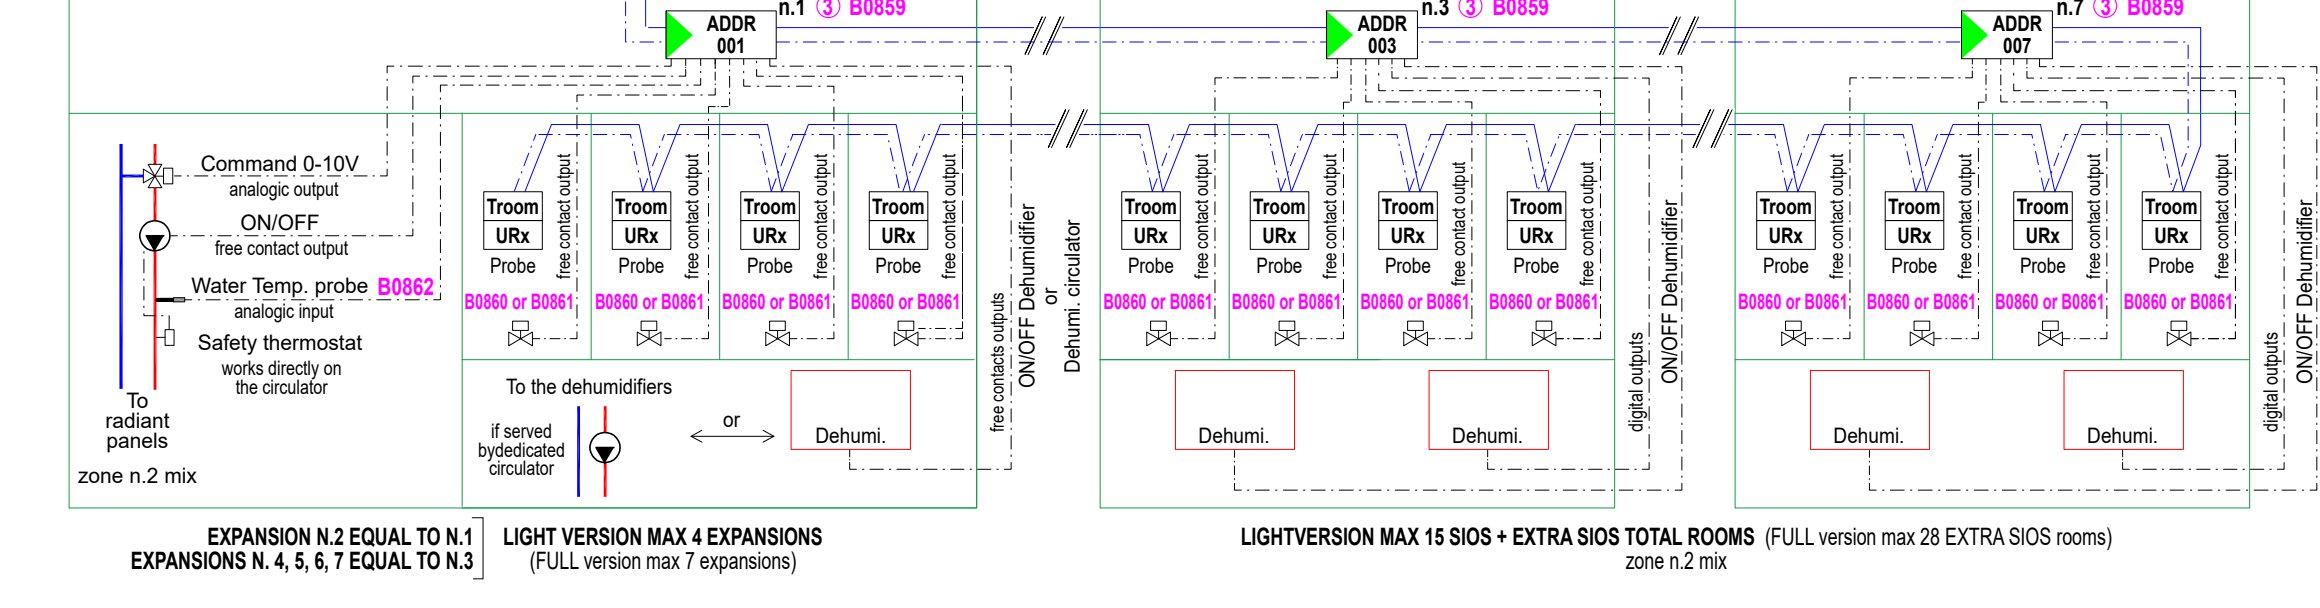 n.1 3 B0859
ADDR
001
n.3 3 B0859
ADDR
003
n.7 3 B0859
ADDR
007
Command 0-10V
analogic output
ON/OFF
free contact output
Water Temp. probe B0862
analogic input
Safety thermostat
works directly on
the circulator
To
radiant
panels
zone n.2 mix
Troom
URx
Probe
B0860 or B0861
free contact output
Troom
URx
Probe
B0860 or B0861
free contact output
Troom
URx
Probe
B0860 or B0861
free contact output
Troom
URx
Probe
B0860 or B0861
free contact output
free contacts outputs
ON/OFF Dehumidifier
or
Dehumi. circulator
To the dehumidifiers
if served
bydedicated
circulator
or
Dehumi.
Troom
URx
Probe
B0860 or B0861
free contact output
Troom
URx
Probe
B0860 or B0861
free contact output
Troom
URx
Probe
B0860 or B0861
free contact output
Troom
URx
Probe
B0860 or B0861
free contact output
digital outputs
ON/OFF Dehumidifier
Dehumi.
Dehumi.
Troom
URx
Probe
B0860 or B0861
free contact output
Troom
URx
Probe
B0860 or B0861
free contact output
Troom
URx
Probe
B0860 or B0861
free contact output
Troom
URx
Probe
B0860 or B0861
free contact output
digital outputs
ON/OFF Dehumidifier
Dehumi.
Dehumi.
EXPANSION N.2 EQUAL TO N.1
EXPANSIONS N. 4, 5, 6, 7 EQUAL TO N.3
LIGHT VERSION MAX 4 EXPANSIONS
(FULL version max 7 expansions)
LIGHTVERSION MAX 15 SIOS + EXTRA SIOS TOTAL ROOMS (FULL version max 28 EXTRA SIOS rooms)
zone n.2 mix